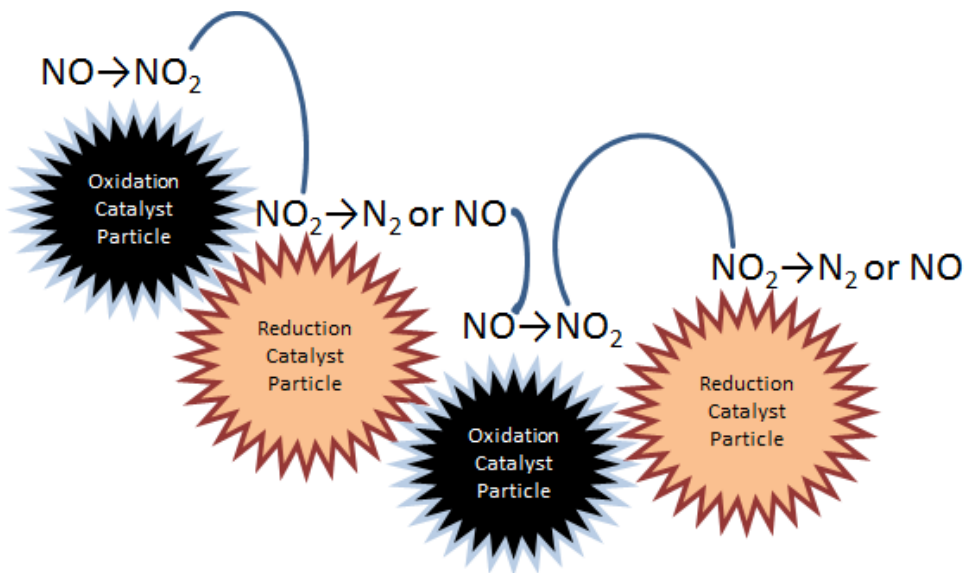 NO→NO₂
Oxidation
Catalyst
Particle
NO₂→N₂ or NO
Reduction
Catalyst
Particle
NO→NO₂
Oxidation
Catalyst
Particle
NO₂→N₂ or NO
Reduction
Catalyst
Particle